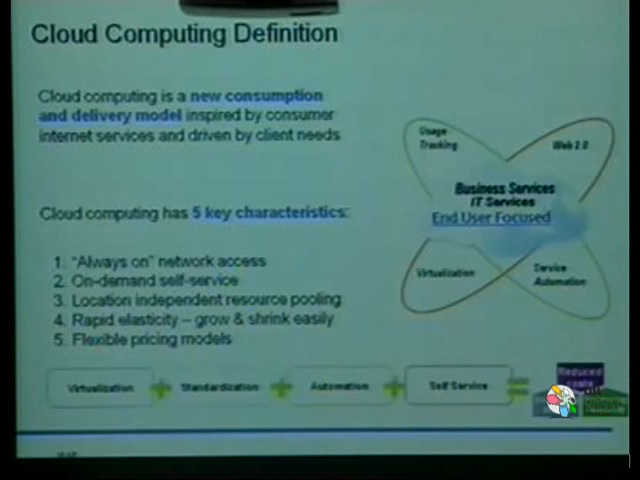 Cloud Computing Definition
Cloud computing is a new consumption
and delivery model inspired by consumer
internet services and driven by client needs
Usage
Tracking
Web 2.0
Business Services
IT Services
End User Focused
Virtualization
Service
Automation
Cloud computing has 5 key characteristics:
1. "Always on" network access
2. On-demand self-service
3. Location independent resource pooling
4. Rapid elasticity – grow & shrink easily
5. Flexible pricing models
Virtualization + Standardization + Automation + Self Service =
Reduced
costs